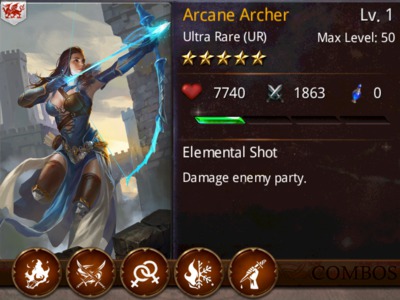 Arcane Archer Lv. 1
Ultra Rare (UR) Max Level: 50
7740 1863 0
Elemental Shot
Damage enemy party.
COMBOS